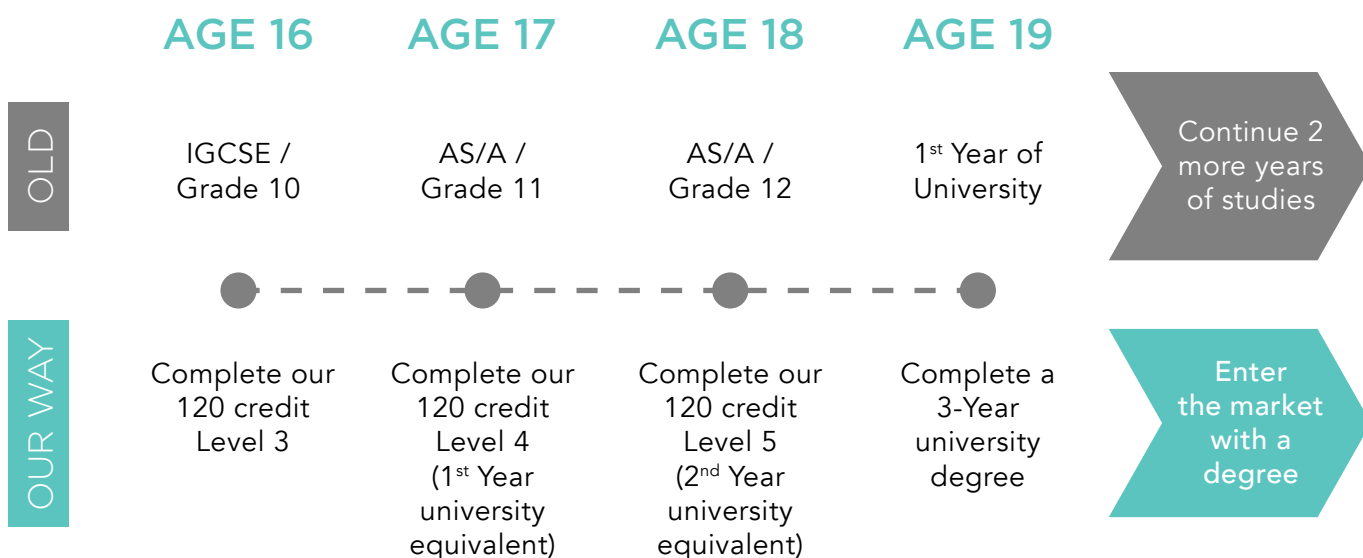 AGE 16
AGE 17
AGE 18
AGE 19
OLD
IGCSE /
Grade 10
AS/A /
Grade 11
AS/A /
Grade 12
1st Year of
University
Continue 2
more years
of studies
OUR WAY
Complete our
120 credit
Level 3
Complete our
120 credit
Level 4
(1st Year
university
equivalent)
Complete our
120 credit
Level 5
(2nd Year
university
equivalent)
Complete a
3-Year
university
degree
Enter
the market
with a
degree